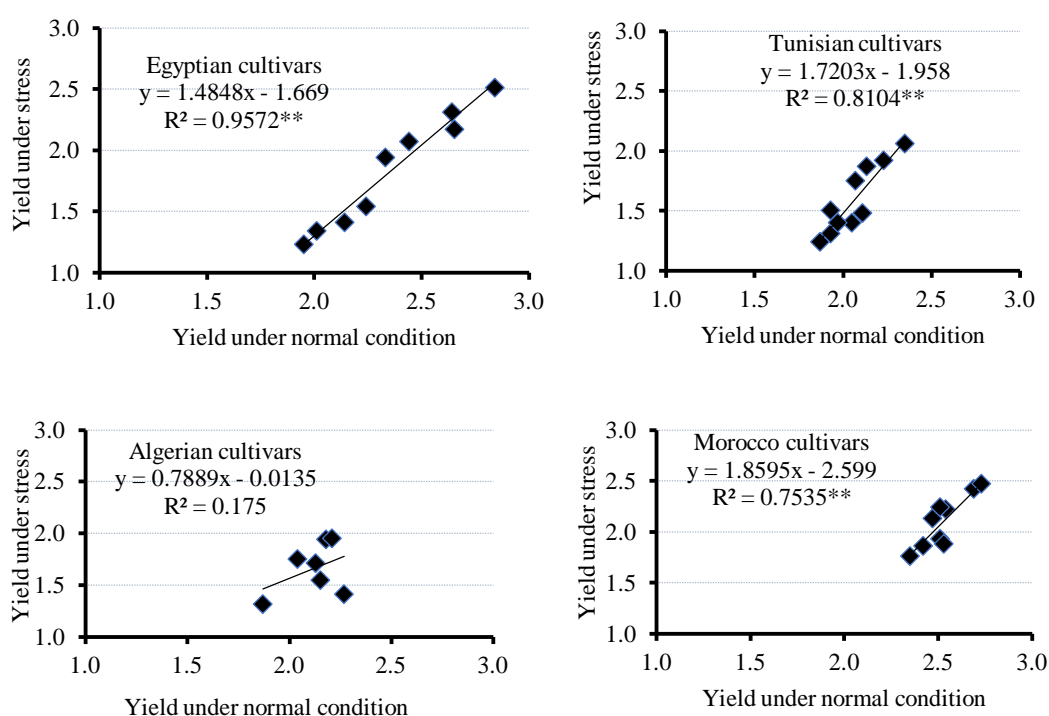 Egyptian cultivars
y = 1.4848x - 1.669
R² = 0.9572**
3.0
2.5
2.0
1.5
1.0
1.0 1.5 2.0 2.5 3.0
Yield under stress
Yield under normal condition
Tunisian cultivars
y = 1.7203x - 1.958
R² = 0.8104**
3.0
2.5
2.0
1.5
1.0
1.0 1.5 2.0 2.5 3.0
Yield under stress
Yield under normal condition
Algerian cultivars
y = 0.7889x - 0.0135
R² = 0.175
3.0
2.5
2.0
1.5
1.0
1.0 1.5 2.0 2.5 3.0
Yield under stress
Yield under normal condition
Morocco cultivars
y = 1.8595x - 2.599
R² = 0.7535**
3.0
2.5
2.0
1.5
1.0
1.0 1.5 2.0 2.5 3.0
Yield under stress
Yield under normal condition